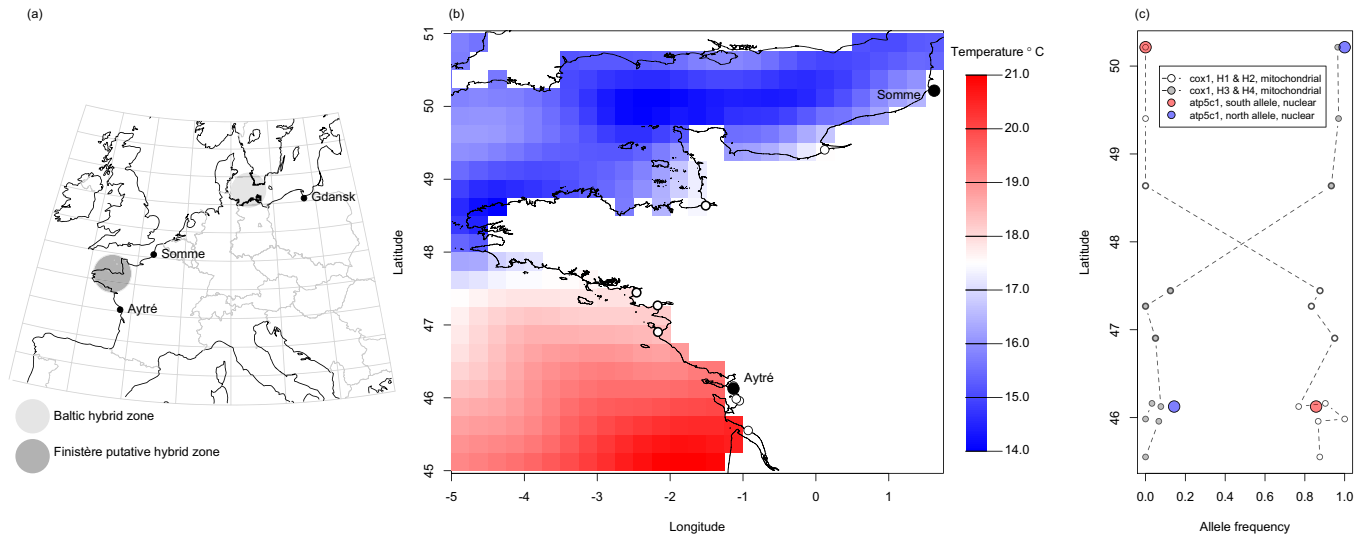 (a)
Gdansk
Somme
Aytré
Baltic hybrid zone
Finistère putative hybrid zone
(b)
51
50
49
48
47
46
45
Latitude
-5
-4
-3
-2
-1
0
1
Longitude
Somme
Aytré
Temperature ° C
21.0
20.0
19.0
18.0
17.0
16.0
15.0
14.0
(c)
50
49
48
47
46
Latitude
cox1, H1 & H2, mitochondrial
cox1, H3 & H4, mitochondrial
atp5c1, south allele, nuclear
atp5c1, north allele, nuclear
0.0
0.2
0.4
0.6
0.8
1.0
Allele frequency